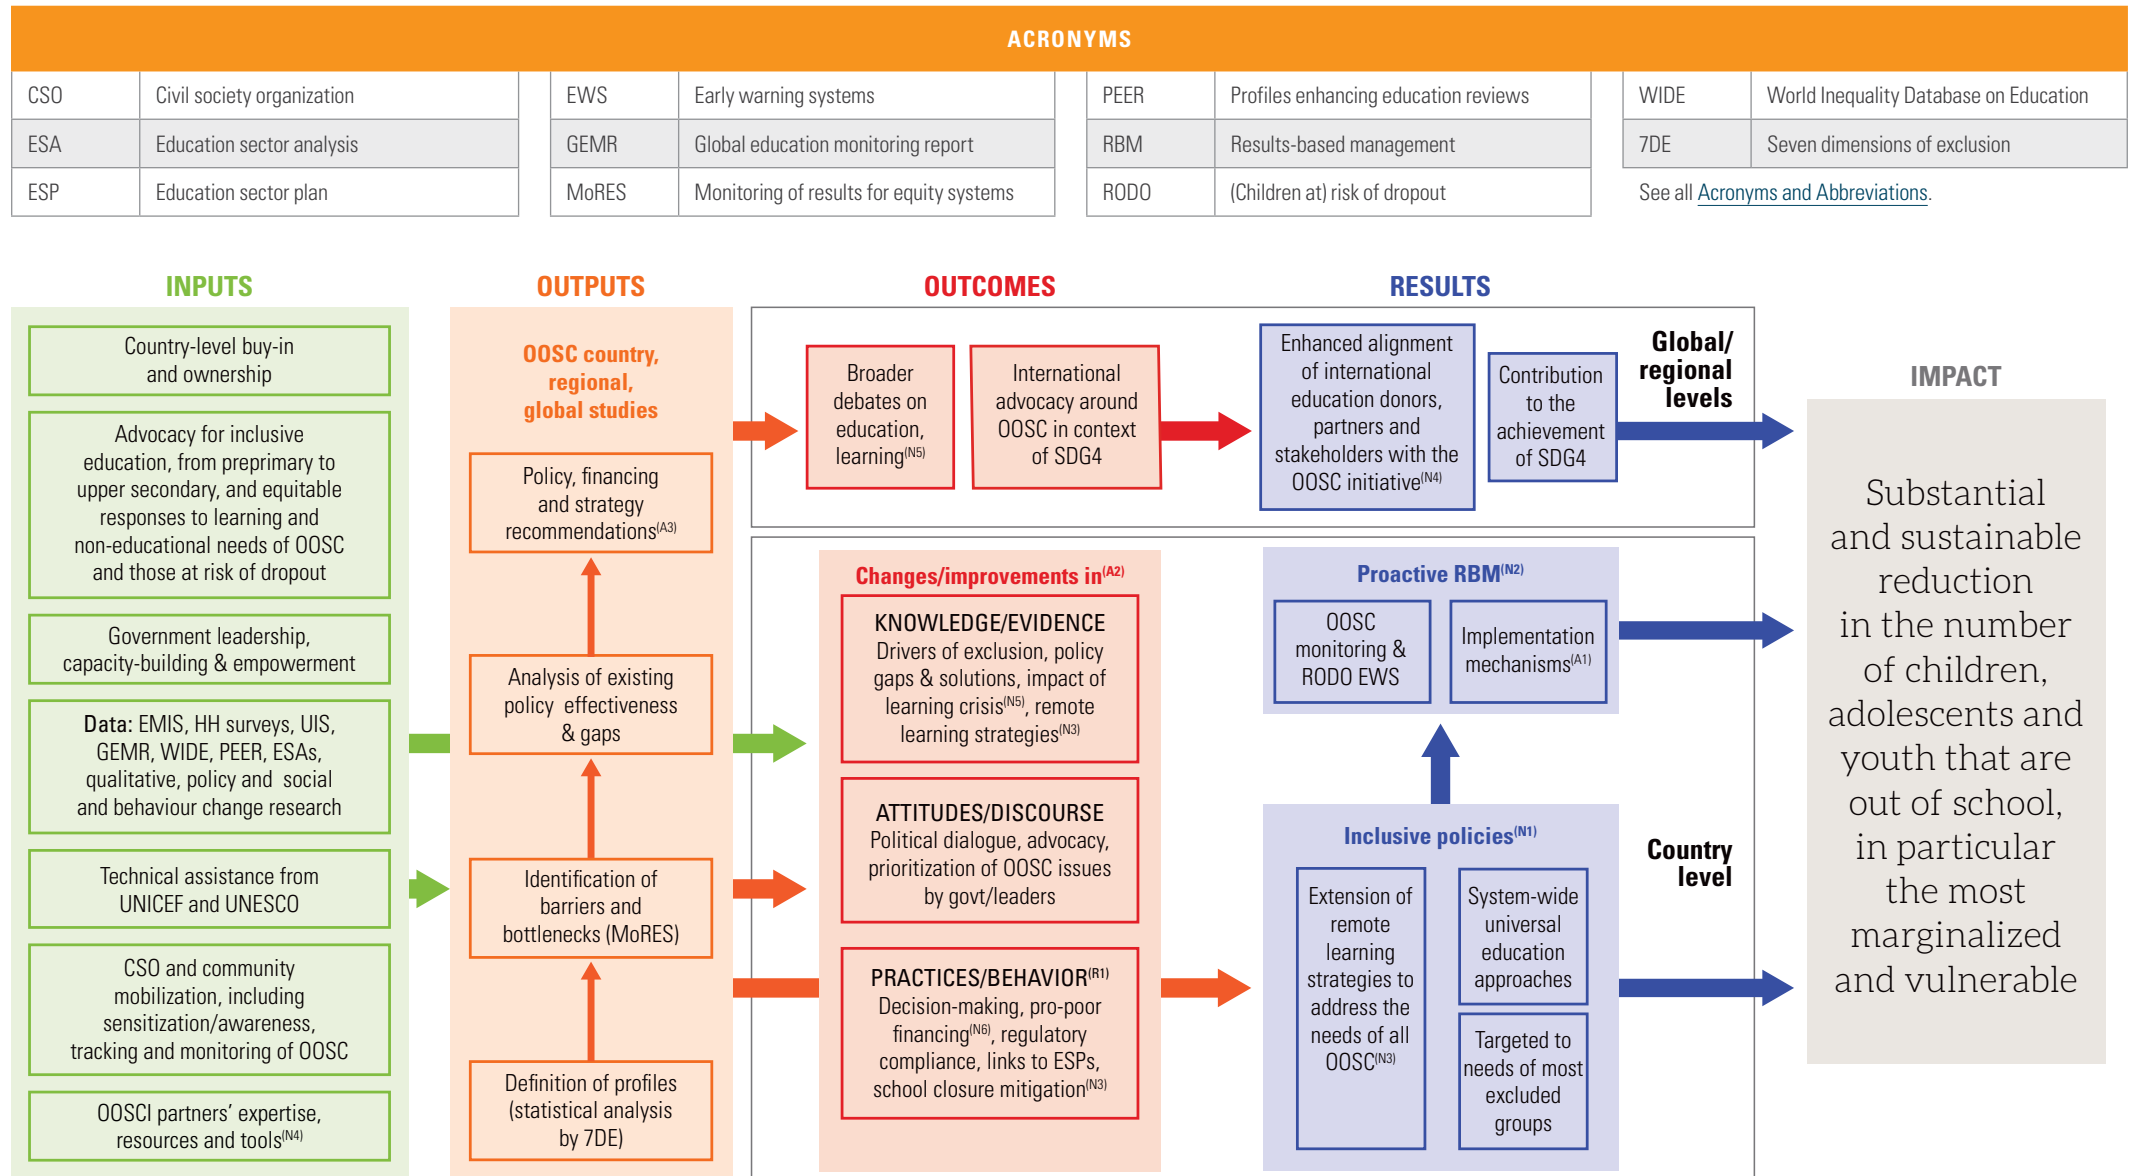 ACRONYMS
CSO Civil society organization
ESA Education sector analysis
ESP Education sector plan
EWS Early warning systems
GEMR Global education monitoring report
MoRES Monitoring of results for equity systems
PEER Profiles enhancing education reviews
RBM Results-based management
RODO (Children at) risk of dropout
WIDE World Inequality Database on Education
7DE Seven dimensions of exclusion
See all Acronyms and Abbreviations.
INPUTS
Country-level buy-in
and ownership
Advocacy for inclusive
education, from preprimary to
upper secondary, and equitable
responses to learning and
non-educational needs of OOSC
and those at risk of dropout
Government leadership,
capacity-building & empowerment
Data: EMIS, HH surveys, UIS,
GEMR, WIDE, PEER, ESAs,
qualitative, policy and social
and behaviour change research
Technical assistance from
UNICEF and UNESCO
CSO and community
mobilization, including
sensitization/awareness,
tracking and monitoring of OOSC
OOSCI partners’ expertise,
resources and tools(N4)
OUTPUTS
OOSC country,
regional,
global studies
Policy, financing
and strategy
recommendations(A3)
Analysis of existing
policy effectiveness
& gaps
Identification of
barriers and
bottlenecks (MoRES)
Definition of profiles
(statistical analysis
by 7DE)
OUTCOMES
Broader
debates on
education,
learning(N5)
International
advocacy around
OOSC in context
of SDG4
Changes/improvements in(A2)
KNOWLEDGE/EVIDENCE
Drivers of exclusion, policy
gaps & solutions, impact of
learning crisis(N5), remote
learning strategies(N3)
ATTITUDES/DISCOURSE
Political dialogue, advocacy,
prioritization of OOSC issues
by govt/leaders
PRACTICES/BEHAVIOR(R1)
Decision-making, pro-poor
financing(N6), regulatory
compliance, links to ESPs,
school closure mitigation(N3)
RESULTS
Enhanced alignment
of international
education donors,
partners and
stakeholders with the
OOSC initiative(N4)
Contribution
to the
achievement
of SDG4
Global/
regional
levels
Proactive RBM(N2)
OOSC
monitoring &
RODO EWS
Implementation
mechanisms(A1)
Inclusive policies(N1)
Extension of
remote
learning
strategies to
address the
needs of all
OOSC(N3)
System-wide
universal
education
approaches
Targeted to
needs of most
excluded
groups
Country
level
IMPACT
Substantial
and sustainable
reduction
in the number
of children,
adolescents and
youth that are
out of school,
in particular
the most
marginalized
and vulnerable